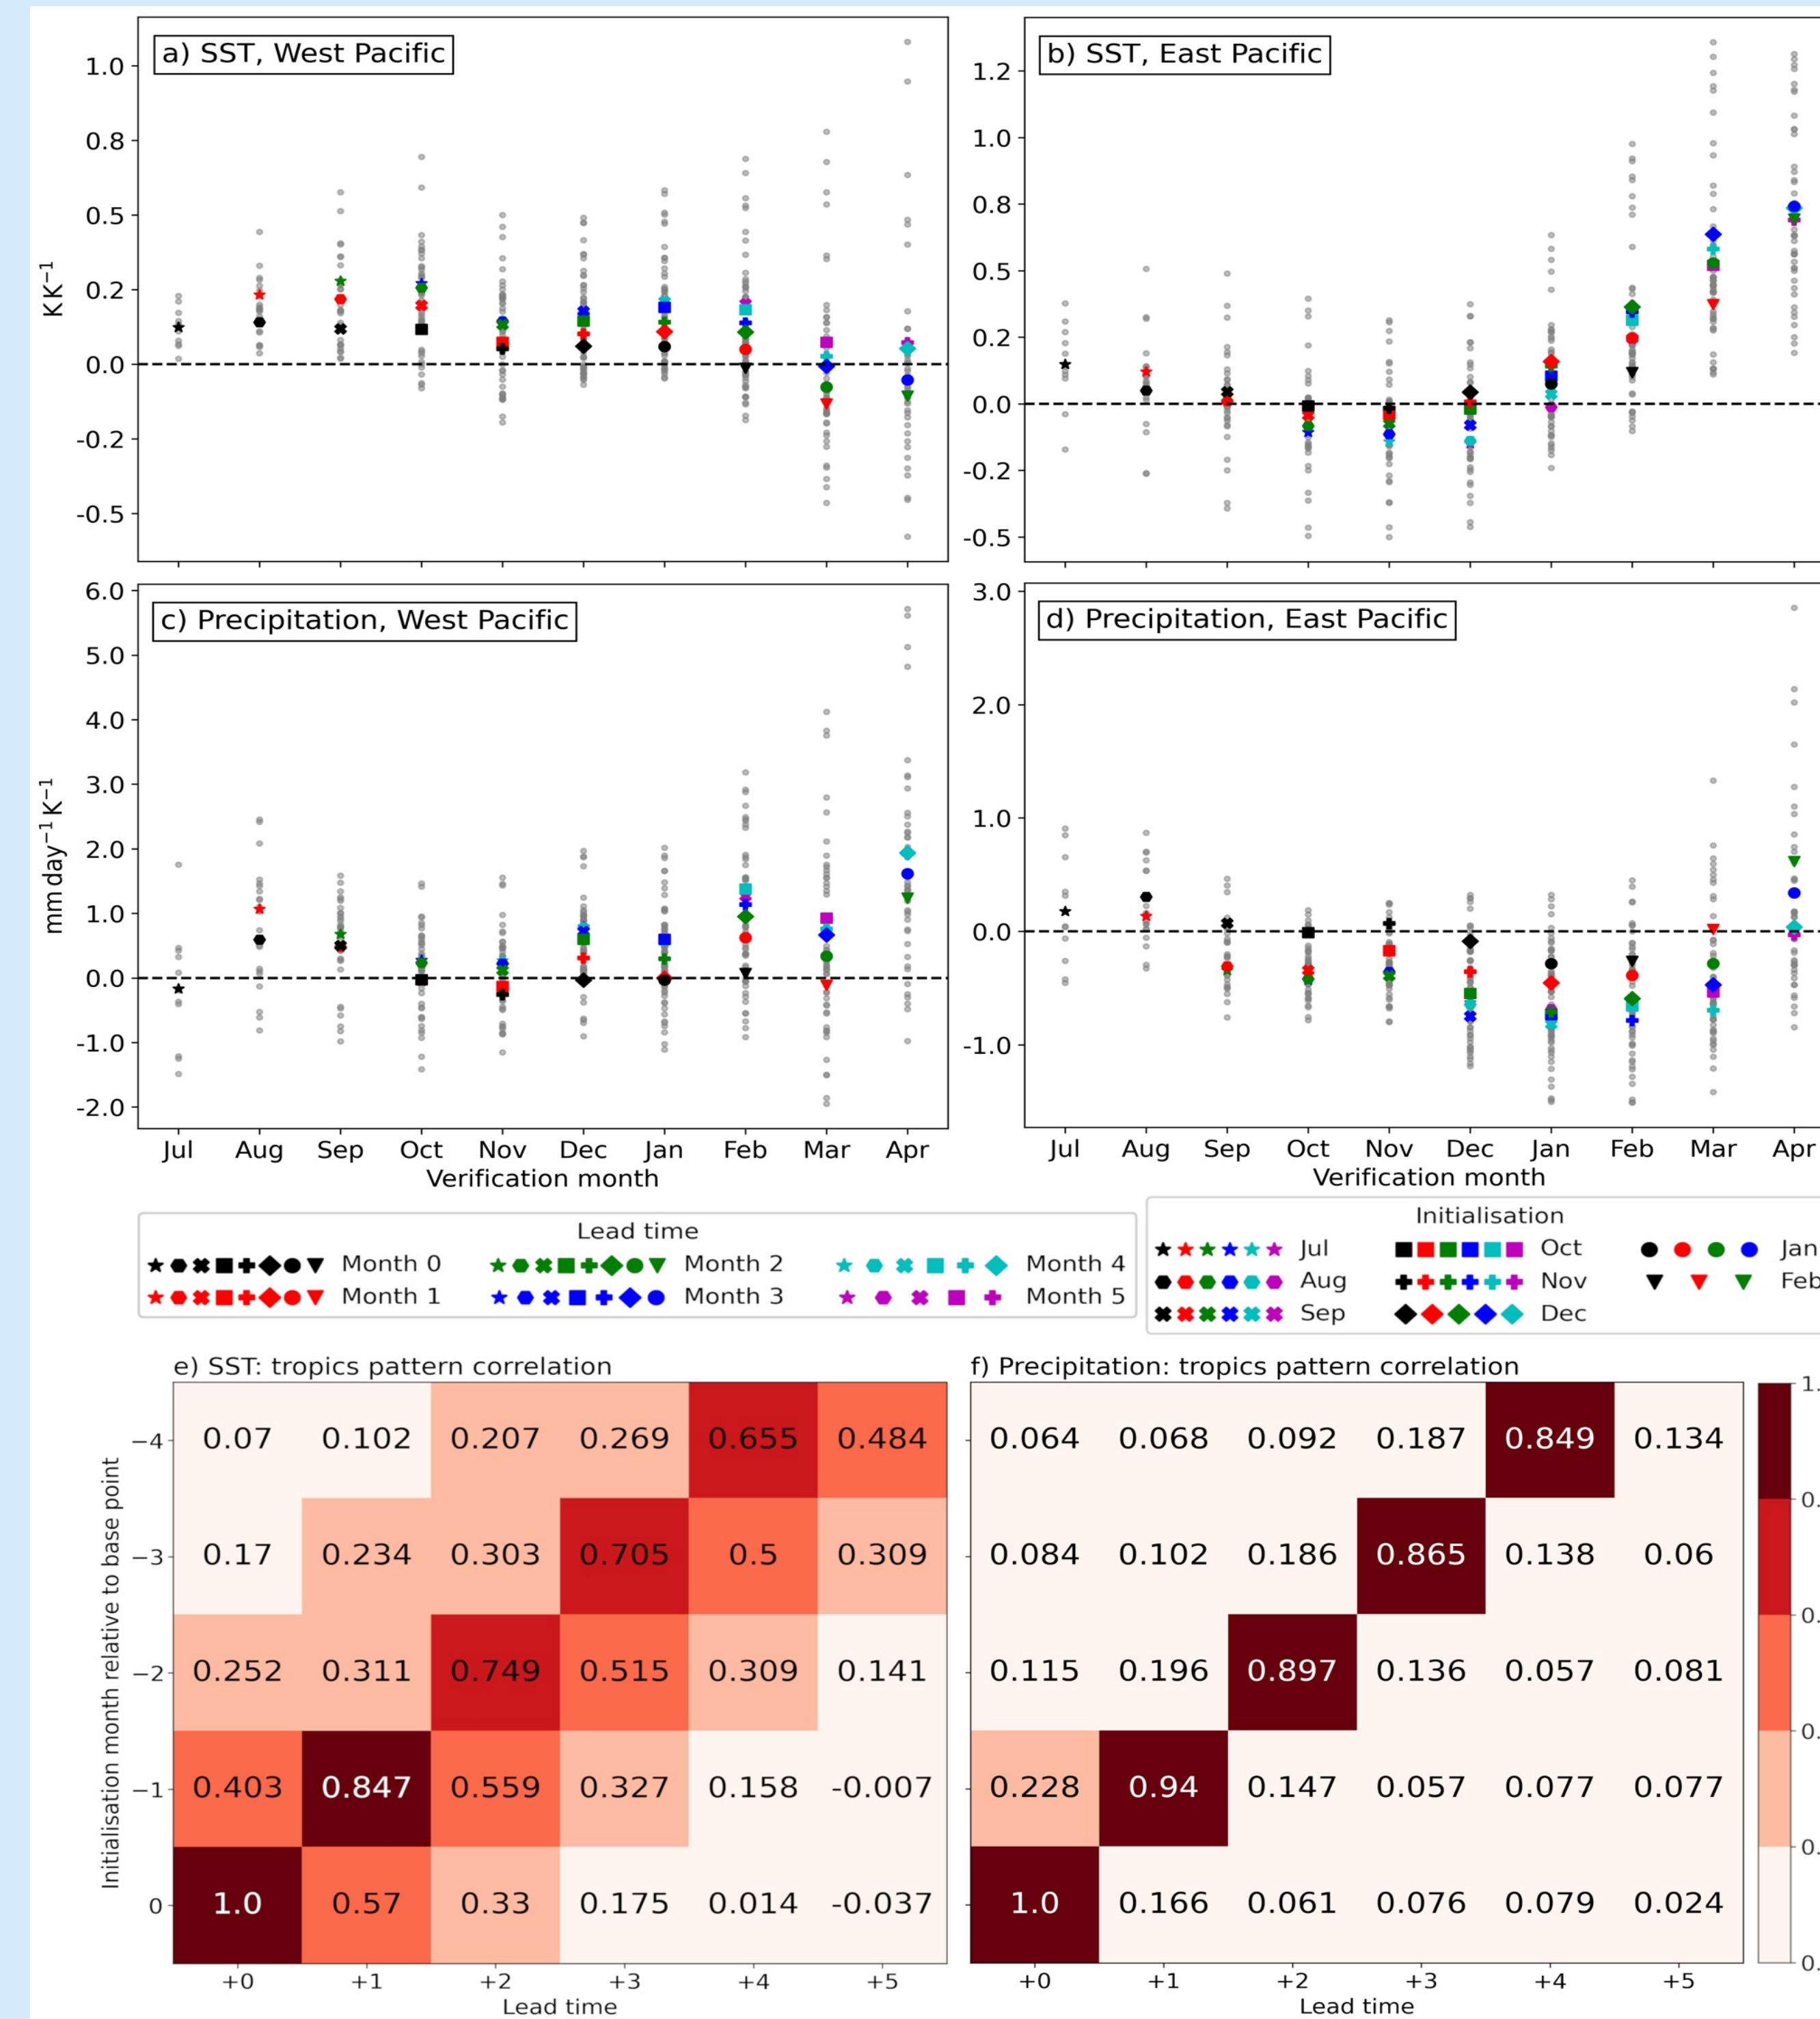 a) SST, West Pacific
b) SST, East Pacific
K K⁻¹
1.0
0.8
0.5
0.2
0.0
-0.2
-0.5
1.2
1.0
0.8
0.5
0.2
0.0
-0.2
-0.5
c) Precipitation, West Pacific
d) Precipitation, East Pacific
mm day⁻¹ K⁻¹
6.0
5.0
4.0
3.0
2.0
1.0
0.0
-1.0
-2.0
3.0
2.0
1.0
0.0
-1.0
Jul Aug Sep Oct Nov Dec Jan Feb Mar Apr
Verification month
Jul Aug Sep Oct Nov Dec Jan Feb Mar Apr
Verification month
Lead time
Month 0 Month 2 Month 4
Month 1 Month 3 Month 5
Initialisation
Jul Oct Jan
Aug Nov Feb
Sep Dec
e) SST: tropics pattern correlation
Initialisation month relative to base point
−4 0.07 0.102 0.207 0.269 0.655 0.484
−3 0.17 0.234 0.303 0.705 0.5 0.309
−2 0.252 0.311 0.749 0.515 0.309 0.141
−1 0.403 0.847 0.559 0.327 0.158 -0.007
0 1.0 0.57 0.33 0.175 0.014 -0.037
+0 +1 +2 +3 +4 +5
Lead time
f) Precipitation: tropics pattern correlation
0.064 0.068 0.092 0.187 0.849 0.134
0.084 0.102 0.186 0.865 0.138 0.06
0.115 0.196 0.897 0.136 0.057 0.081
0.228 0.94 0.147 0.057 0.077 0.077
1.0 0.166 0.061 0.076 0.079 0.024
+0 +1 +2 +3 +4 +5
Lead time